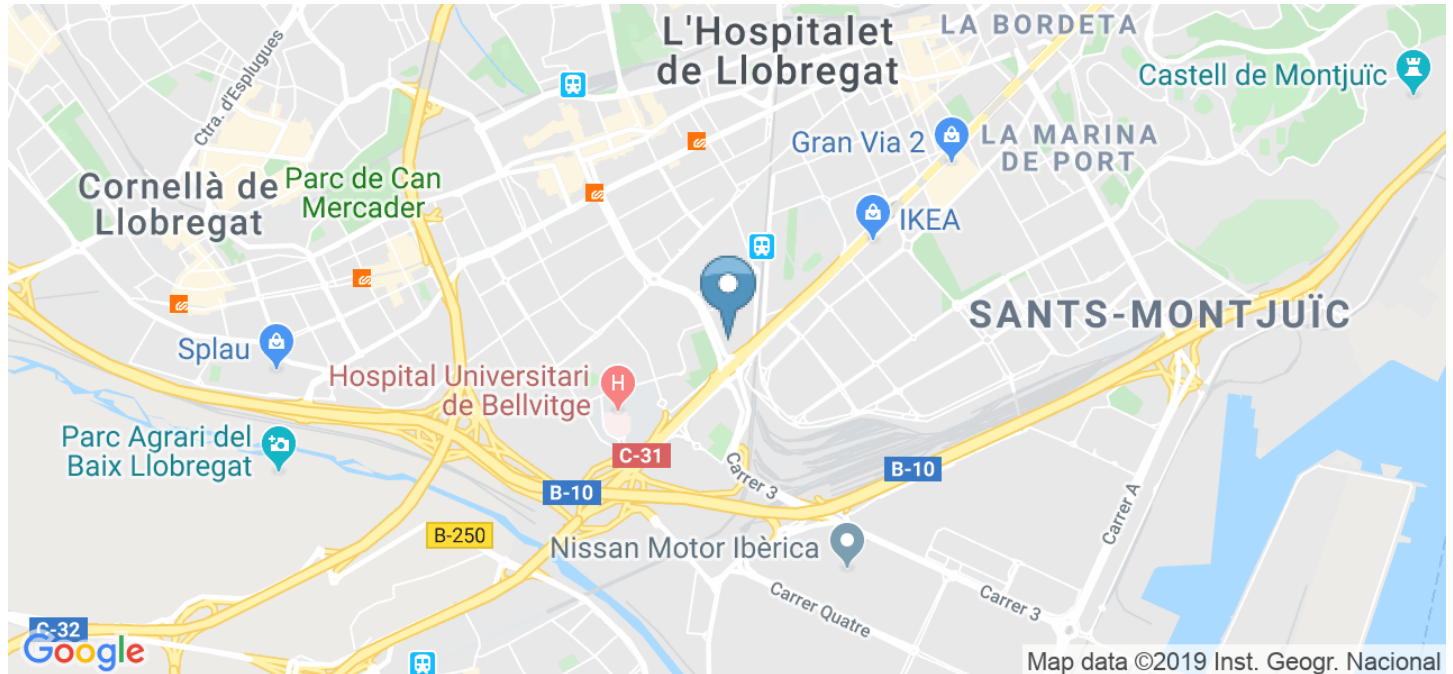 L'Hospitalet
de Llobregat
LA BORDETA
Castell de Montjuïc
Ctra. d'Esplugues
Gran Via 2
LA MARINA
DE PORT
Cornellà de
Llobregat
Parc de Can
Mercader
IKEA
SANTS-MONTJUÏC
Splau
Hospital Universitari
de Bellvitge
H
Parc Agrari del
Baix Llobregat
C-31
Carrer 3
B-10
B-10
Carrer A
B-250
Nissan Motor Ibèrica
Carrer Quatre
Carrer 3
C-32
Google
Map data ©2019 Inst. Geogr. Nacional